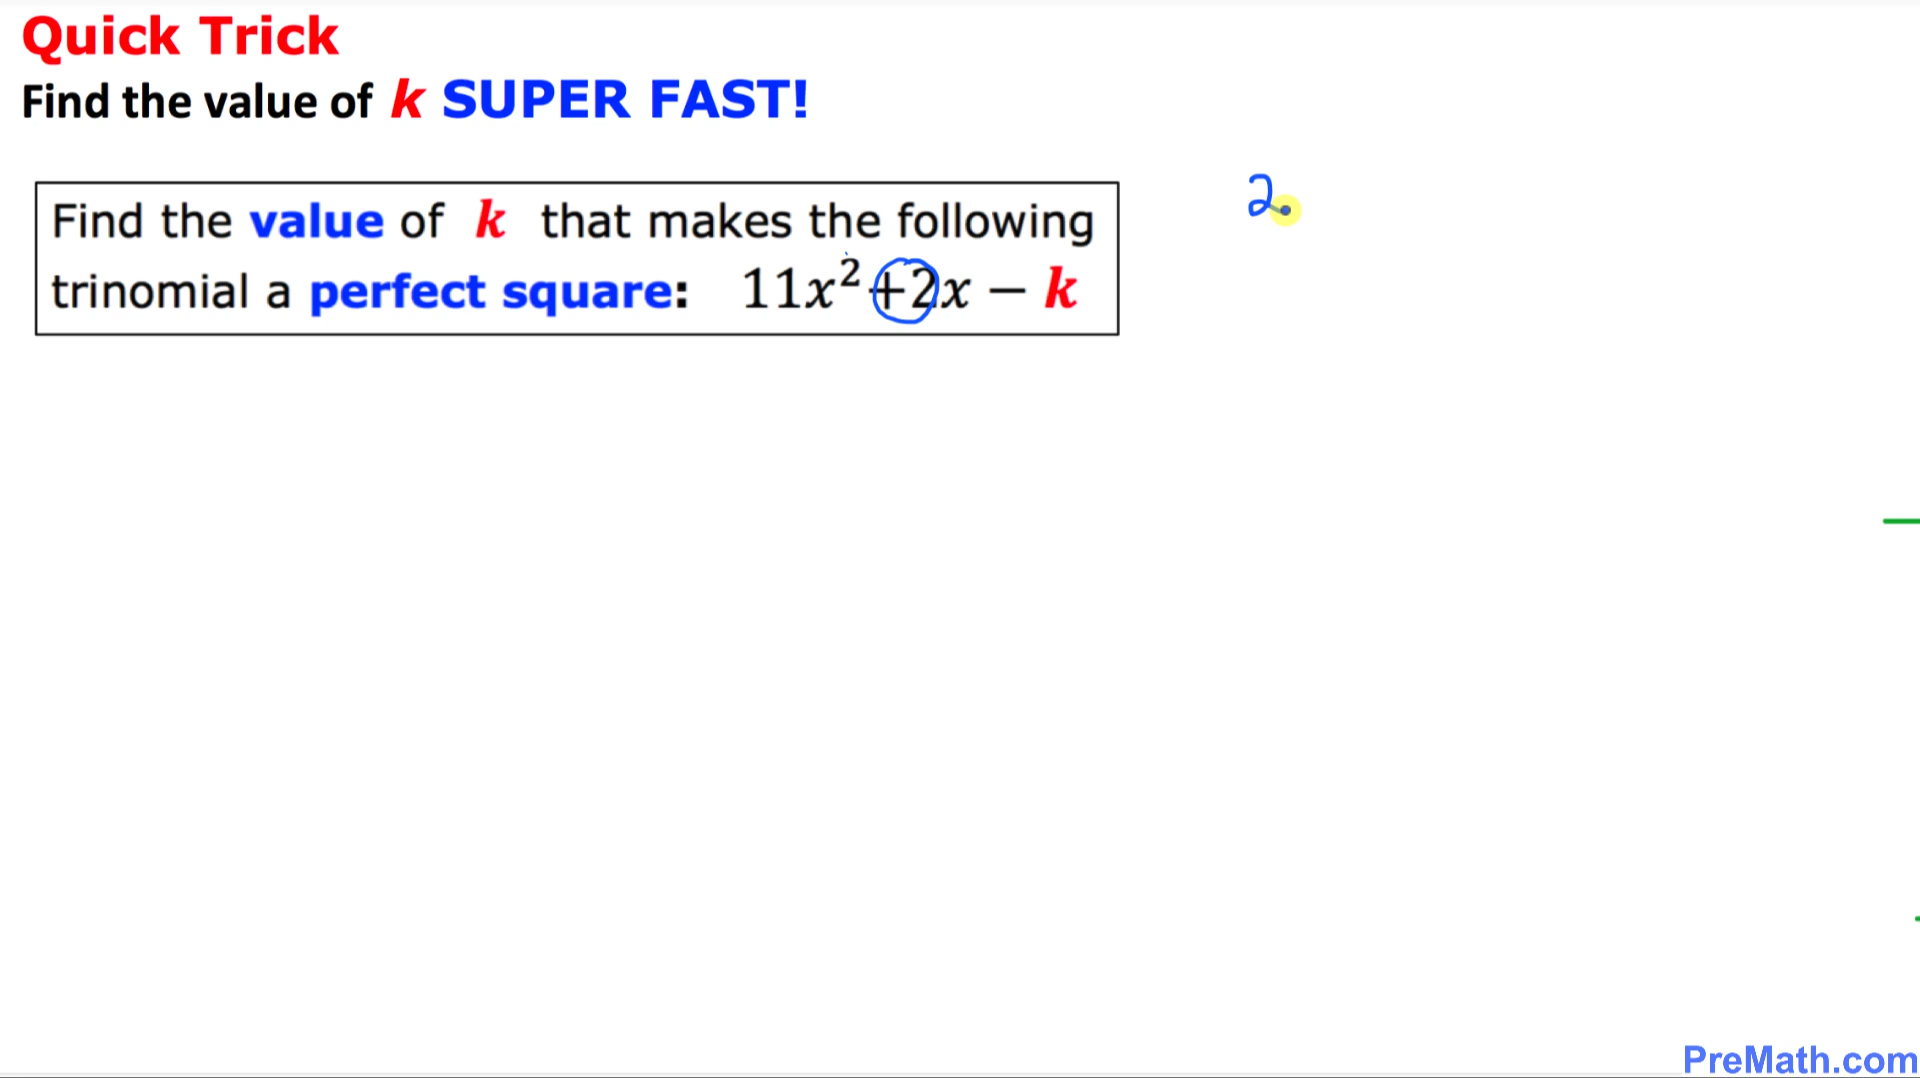 Quick Trick
Find the value of k SUPER FAST!
Find the value of k that makes the following
trinomial a perfect square: 11x² +2x − k
2
PreMath.com